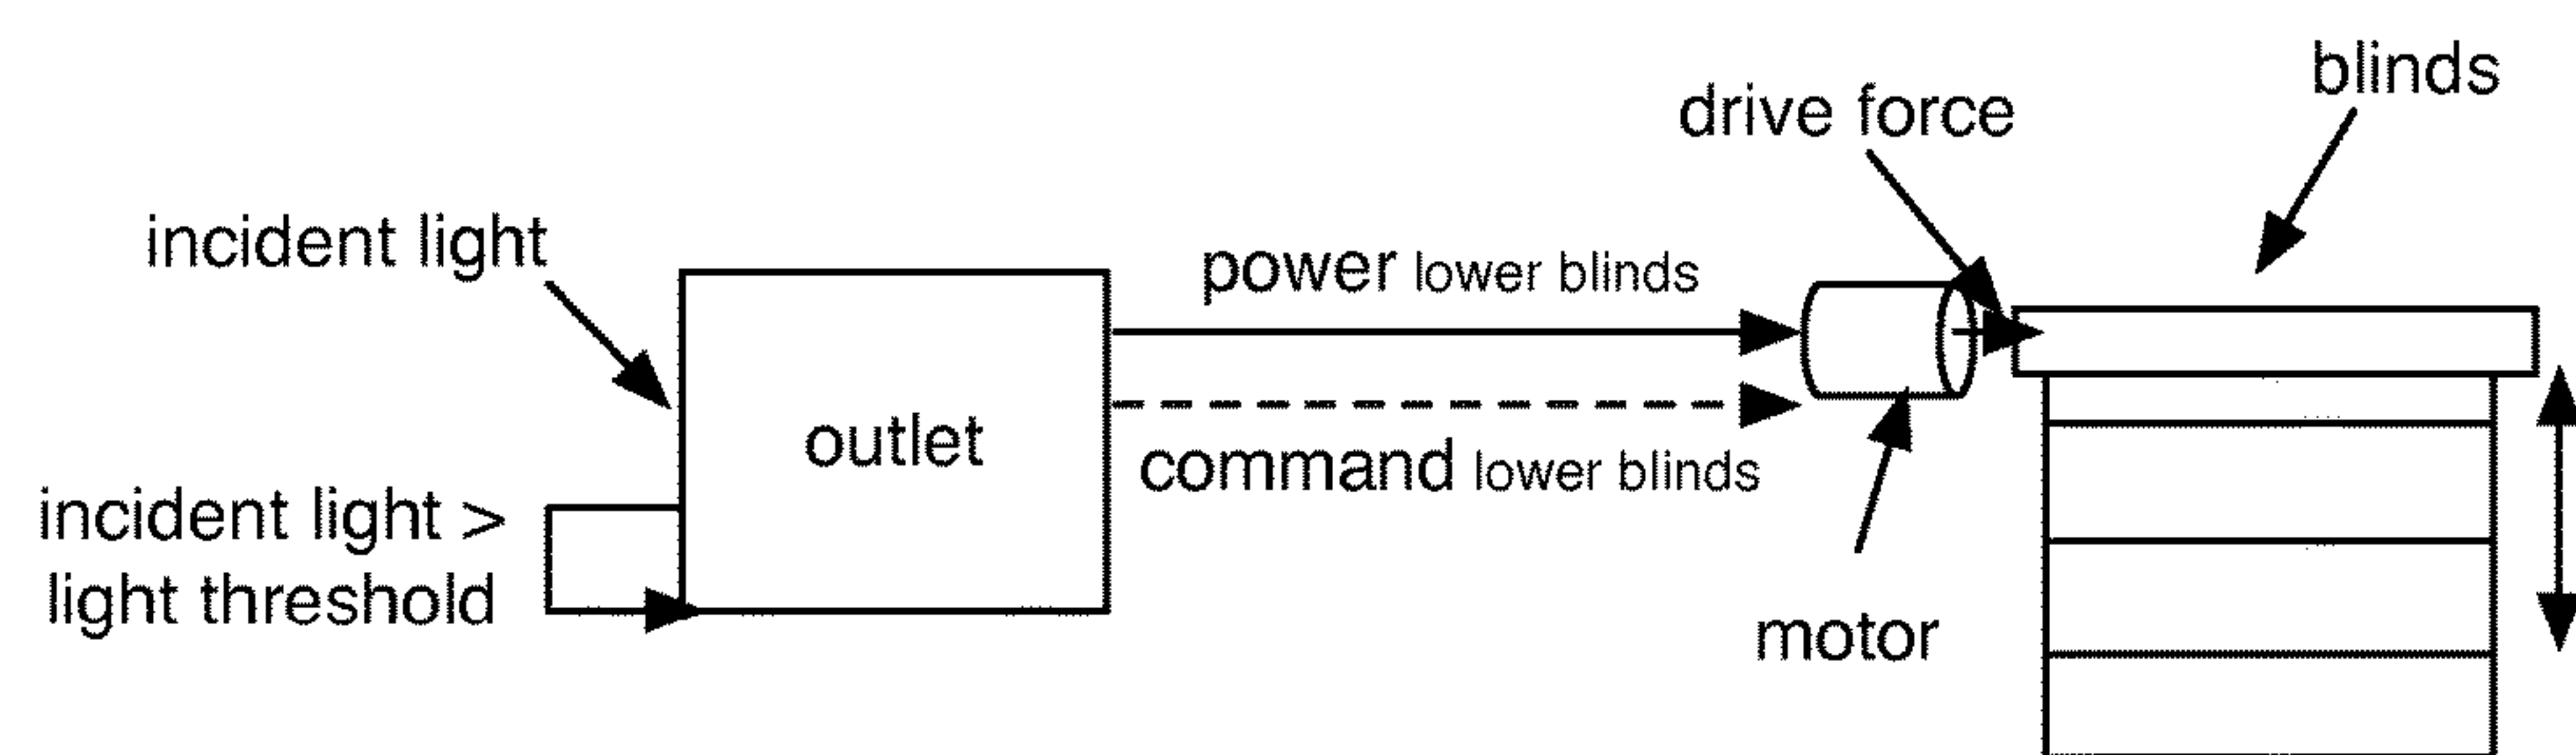 blinds
drive force
incident light
power lower blinds
outlet
command lower blinds
incident light >
light threshold
motor